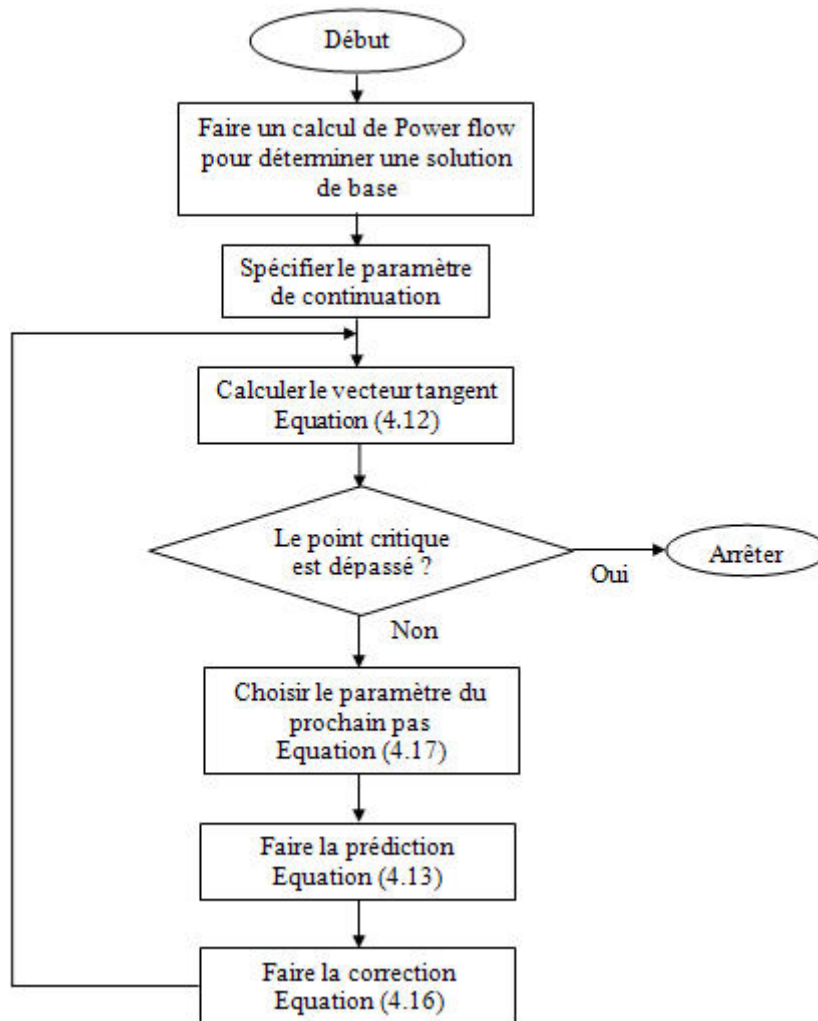 Début
Faire un calcul de Power flow
pour déterminer une solution
de base
Spécifier le paramètre
de continuation
Calculer le vecteur tangent
Equation (4.12)
Le point critique
est dépassé ?
Oui
Arrêter
Non
Choisir le paramètre du
prochain pas
Equation (4.17)
Faire la prédiction
Equation (4.13)
Faire la correction
Equation (4.16)